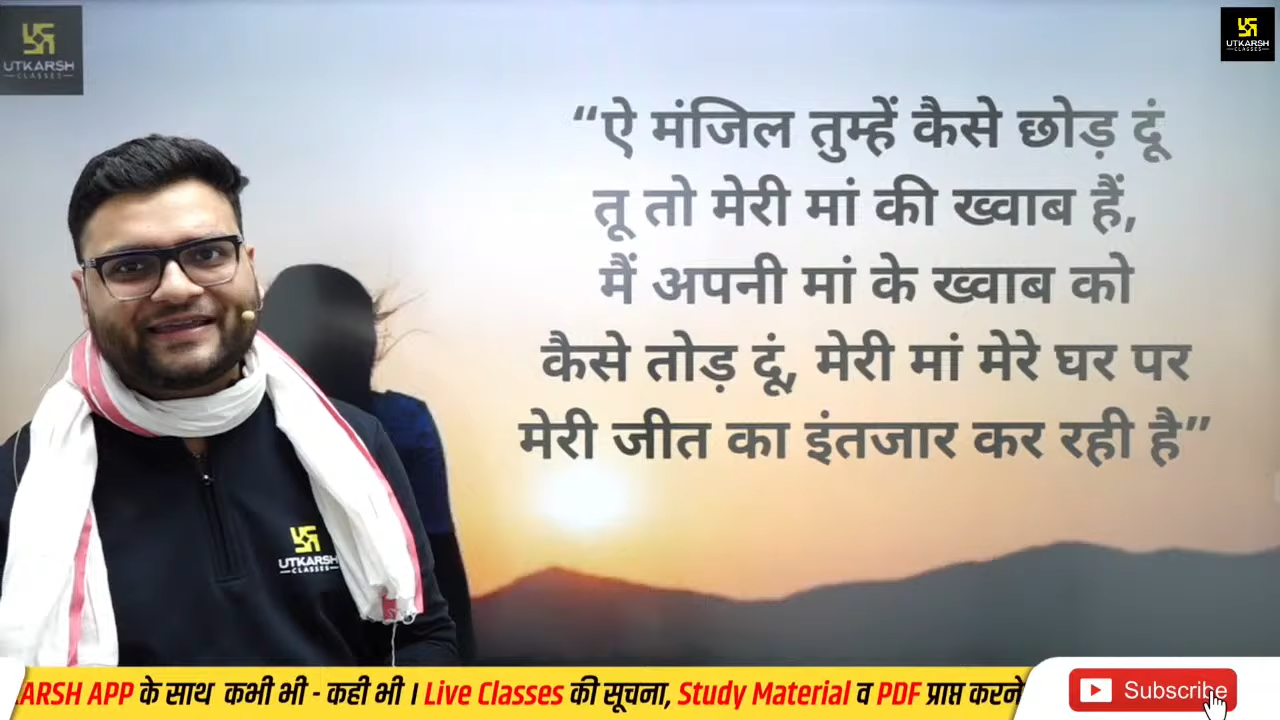 UTKARSH
CLASSES
UTKARSH
CLASSES
“ऐ मंजिल तुम्हें कैसे छोड़ दूं
तू तो मेरी मां की ख्वाब हैं,
मैं अपनी मां के ख्वाब को
कैसे तोड़ दूं, मेरी मां मेरे घर पर
मेरी जीत का इंतजार कर रही है”
UTKARSH
CLASSES
ARSH APP के साथ कभी भी - कही भी । Live Classes की सूचना, Study Material व PDF प्राप्त करने
Subscribe